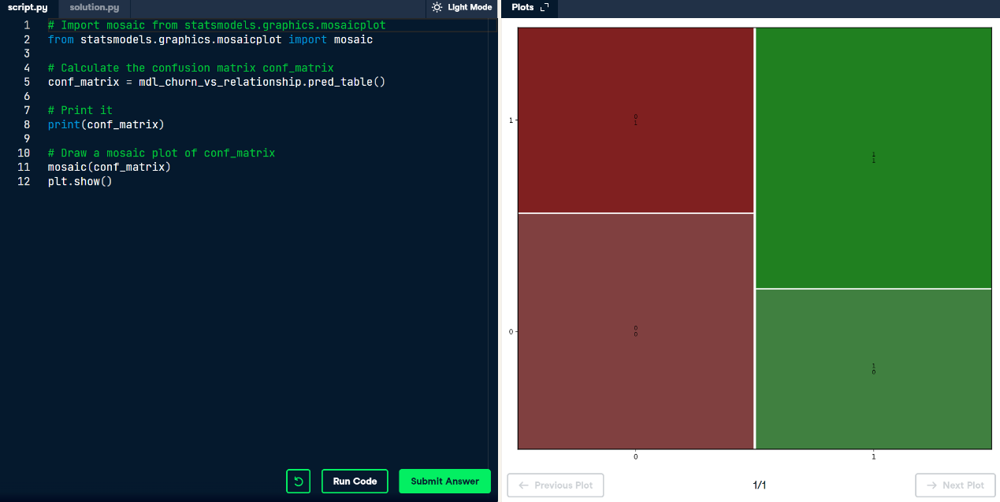 script.py
solution.py
Light Mode
1 # Import mosaic from statsmodels.graphics.mosaicplot
2 from statsmodels.graphics.mosaicplot import mosaic
3
4 # Calculate the confusion matrix conf_matrix
5 conf_matrix = mdl_churn_vs_relationship.pred_table()
6
7 # Print it
8 print(conf_matrix)
9
10 # Draw a mosaic plot of conf_matrix
11 mosaic(conf_matrix)
12 plt.show()
Run Code
Submit Answer
Plots
1
0
0
1
0
1
1
1
0
0
1
0
Previous Plot
1/1
Next Plot